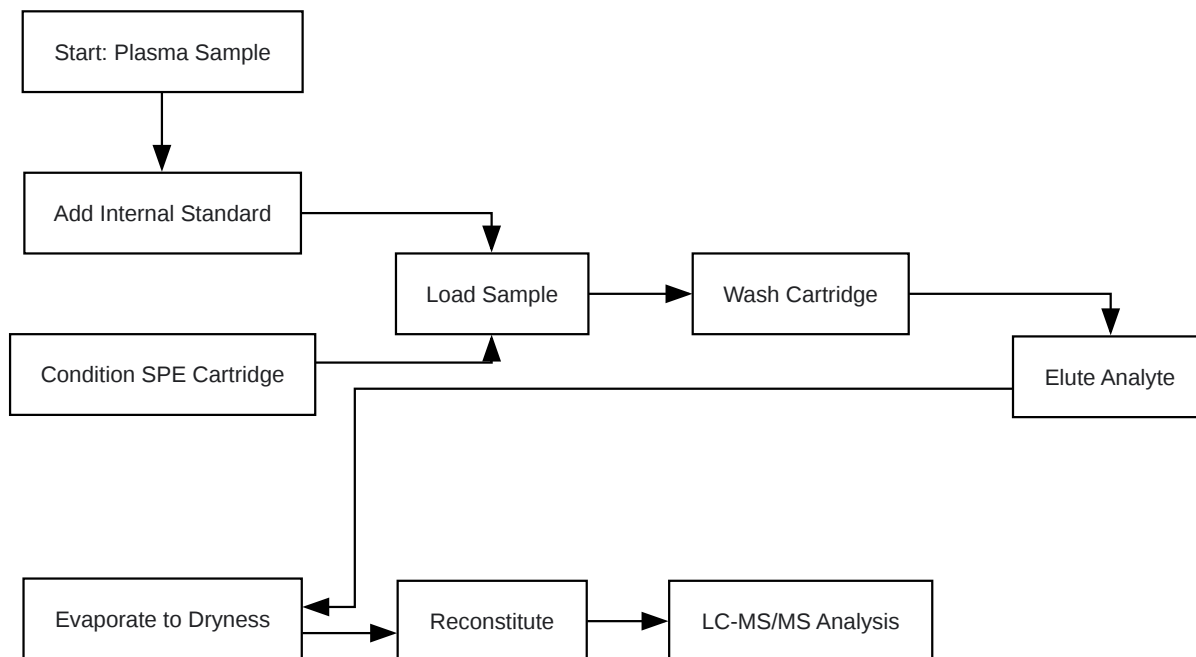 Start: Plasma Sample
Add Internal Standard
Load Sample
Wash Cartridge
Condition SPE Cartridge
Elute Analyte
Evaporate to Dryness
Reconstitute
LC-MS/MS Analysis